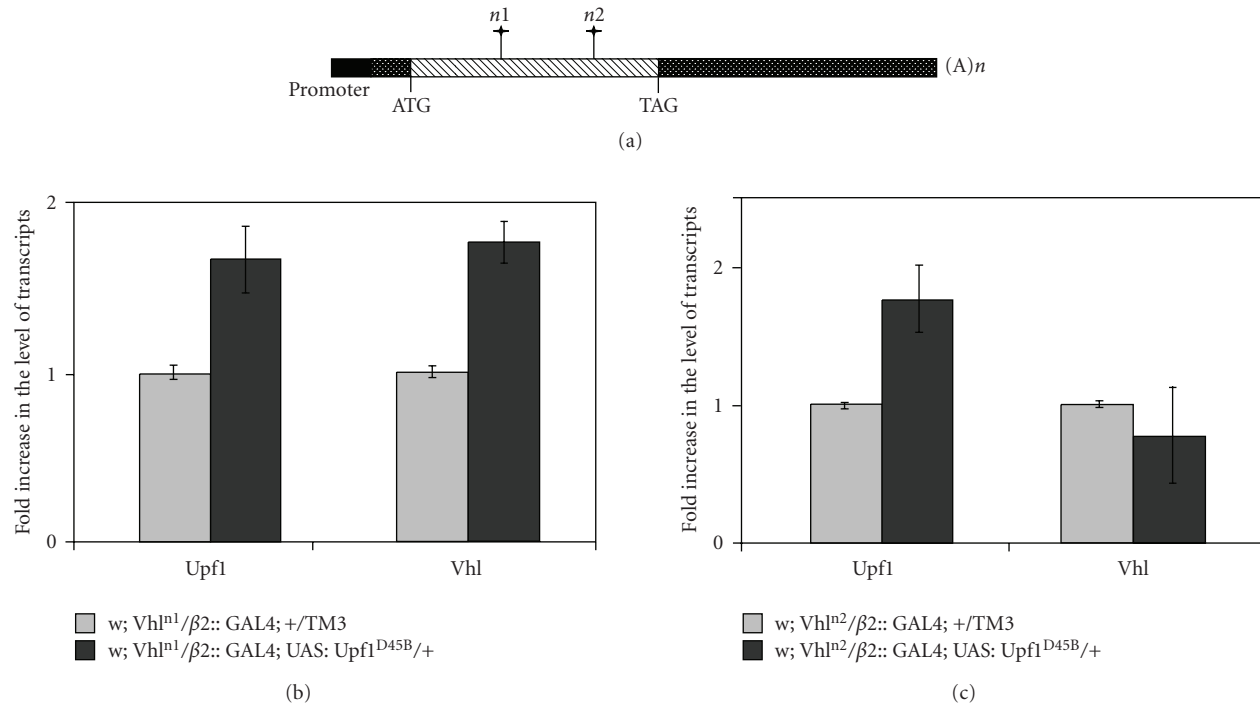 n1 n2
Promoter ATG TAG (A)n
(a)
Fold increase in the level of transcripts
2
1
0
Upf1 Vhl
w; Vhlⁿ¹/β2:: GAL4; +/TM3
w; Vhlⁿ¹/β2:: GAL4; UAS: Upf1ᴰ⁴⁵ᴮ/+
(b)
Fold increase in the level of transcripts
2
1
0
Upf1 Vhl
w; Vhlⁿ²/β2:: GAL4; +/TM3
w; Vhlⁿ²/β2:: GAL4; UAS: Upf1ᴰ⁴⁵ᴮ/+
(c)